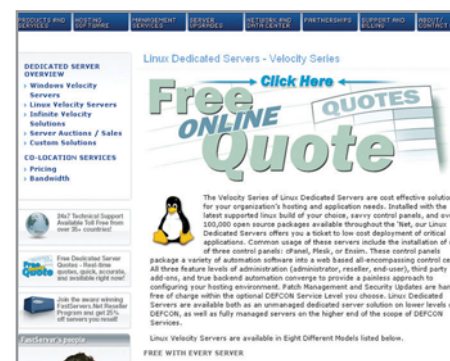 PRODUCTS AND SERVICES
HOSTING SOFTWARE
MANAGEMENT SERVICES
SERVER UPGRADES
NETWORK AND DATA CENTER
PARTNERSHIPS
SUPPORT AND BILLING
ABOUT/ CONTACT
DEDICATED SERVER
OVERVIEW
› Windows Velocity
Servers
› Linux Velocity Servers
› Infinite Velocity
Solutions
› Server Auctions / Sales
› Custom Solutions
CO-LOCATION SERVICES
› Pricing
› Bandwidth
24x7 Technical Support
Available Toll Free from
over 35+ countries!
Free Dedicated Server
Quotes - Real-time
quotes, quick, accurate,
and available right now!
Join the award winning
FastServers.Net Reseller
Program and get 25%
off servers you resell!
FastServer's people
Linux Dedicated Servers - Velocity Series
Click Here
Free
ONLINE
QUOTES
Quote
The Velocity Series of Linux Dedicated Servers are cost effective solutio
for your organization's hosting and application needs. Installed with the
latest supported linux build of your choice, savvy control panels, and ove
100,000 open source packages available throughout the 'Net, our Linux
Dedicated Servers offers you a ticket to low cost deployment of critical
applications. Common usage of these servers include the installation of
of three control panels: cPanel, Plesk, or Ensim. These control panels
package a variety of automation software into a web based all-encompassing control ce
All three feature levels of administration (administrator, reseller, end-user), third party
add-ons, and true backend automation converge to provide a painless approach to
configuring your hosting environment. Patch Management and Security Updates are han
free of charge within the optional DEFCON Service Level you choose. Linux Dedicated
Servers are available both as an unmanaged dedicated server solution on lower levels
DEFCON, as well as fully managed servers on the higher end of the scope of DEFCON
Services.
Linux Velocity Servers are available in Eight Different Models listed below.
FREE WITH EVERY SERVER